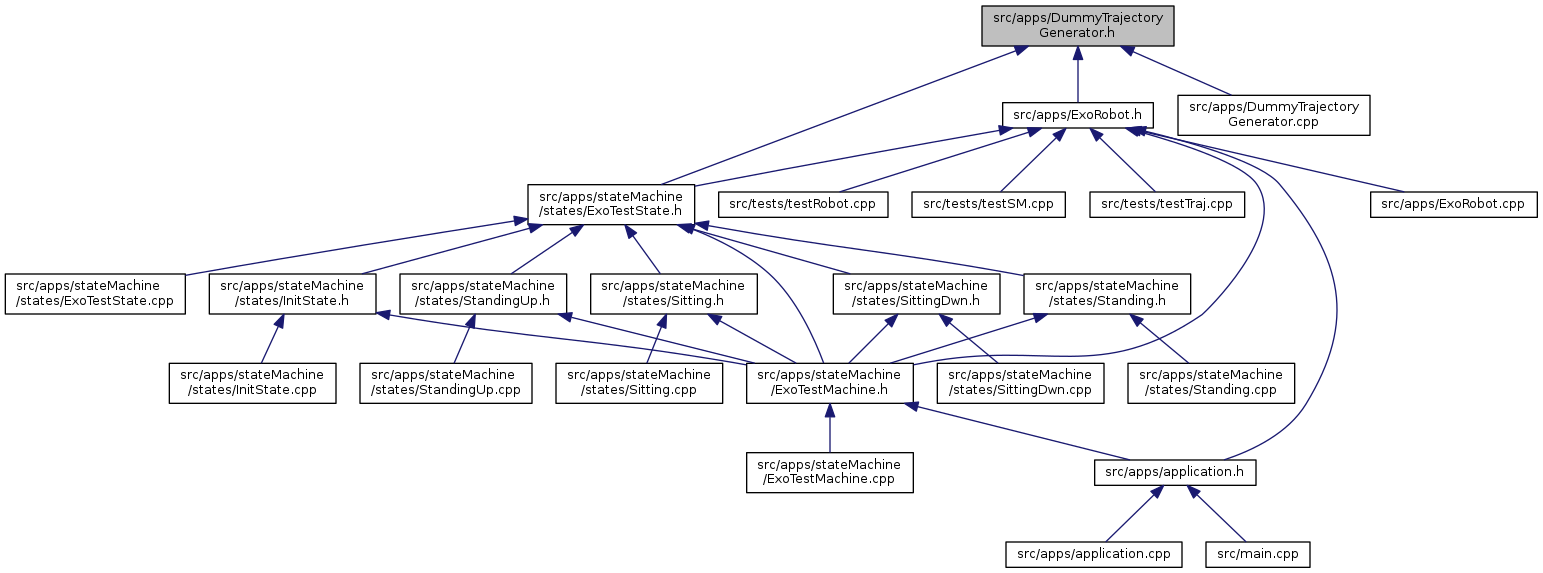 src/apps/DummyTrajectory
Generator.h
src/apps/ExoRobot.h
src/apps/DummyTrajectory
Generator.cpp
src/apps/stateMachine
/states/ExoTestState.h
src/tests/testRobot.cpp
src/tests/testSM.cpp
src/tests/testTraj.cpp
src/apps/ExoRobot.cpp
src/apps/stateMachine
/states/ExoTestState.cpp
src/apps/stateMachine
/states/InitState.h
src/apps/stateMachine
/states/StandingUp.h
src/apps/stateMachine
/states/Sitting.h
src/apps/stateMachine
/states/SittingDwn.h
src/apps/stateMachine
/states/Standing.h
src/apps/stateMachine
/states/InitState.cpp
src/apps/stateMachine
/states/StandingUp.cpp
src/apps/stateMachine
/states/Sitting.cpp
src/apps/stateMachine
/ExoTestMachine.h
src/apps/stateMachine
/states/SittingDwn.cpp
src/apps/stateMachine
/states/Standing.cpp
src/apps/stateMachine
/ExoTestMachine.cpp
src/apps/application.h
src/apps/application.cpp
src/main.cpp